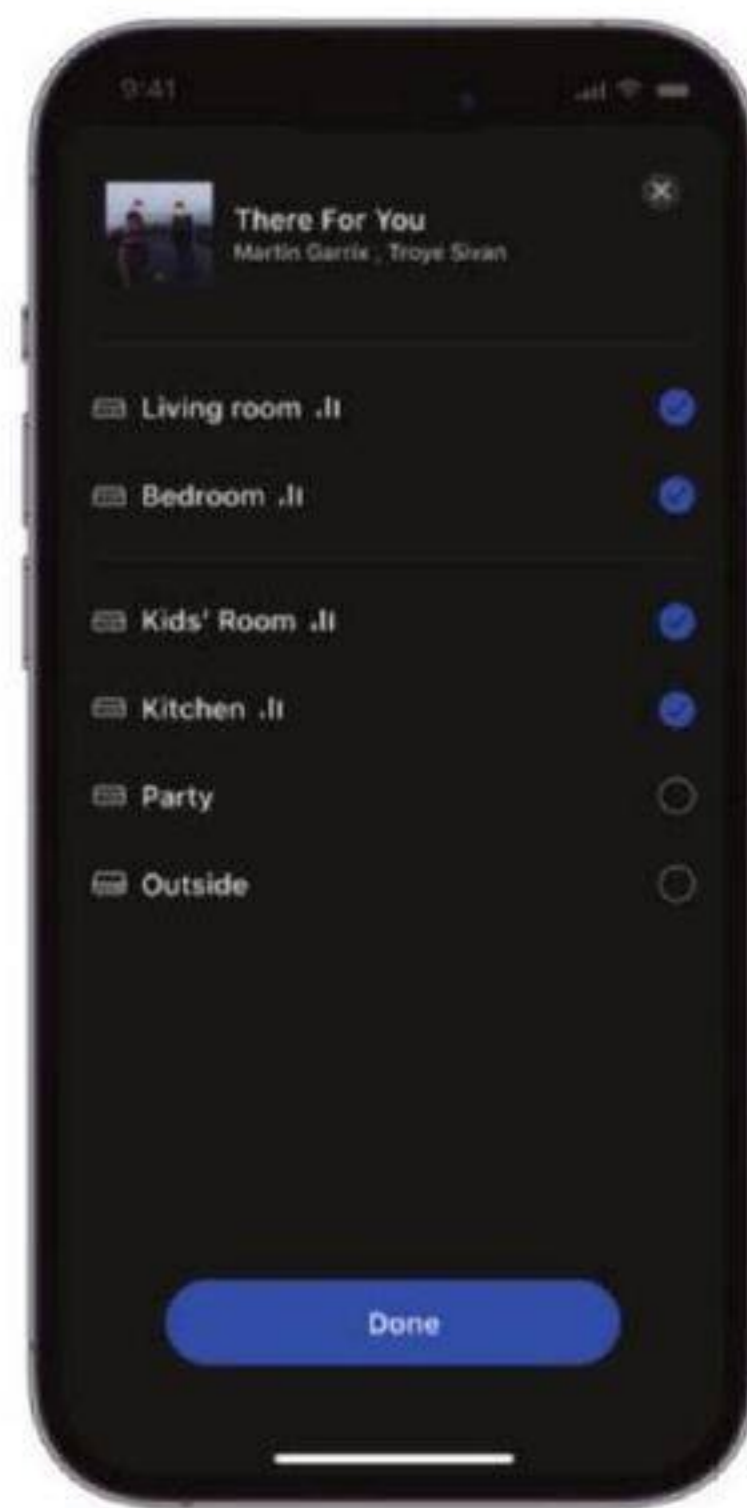 9:41
There For You
Martin Garrix , Troye Sivan
Living room
Bedroom
Kids' Room
Kitchen
Party
Outside
Done